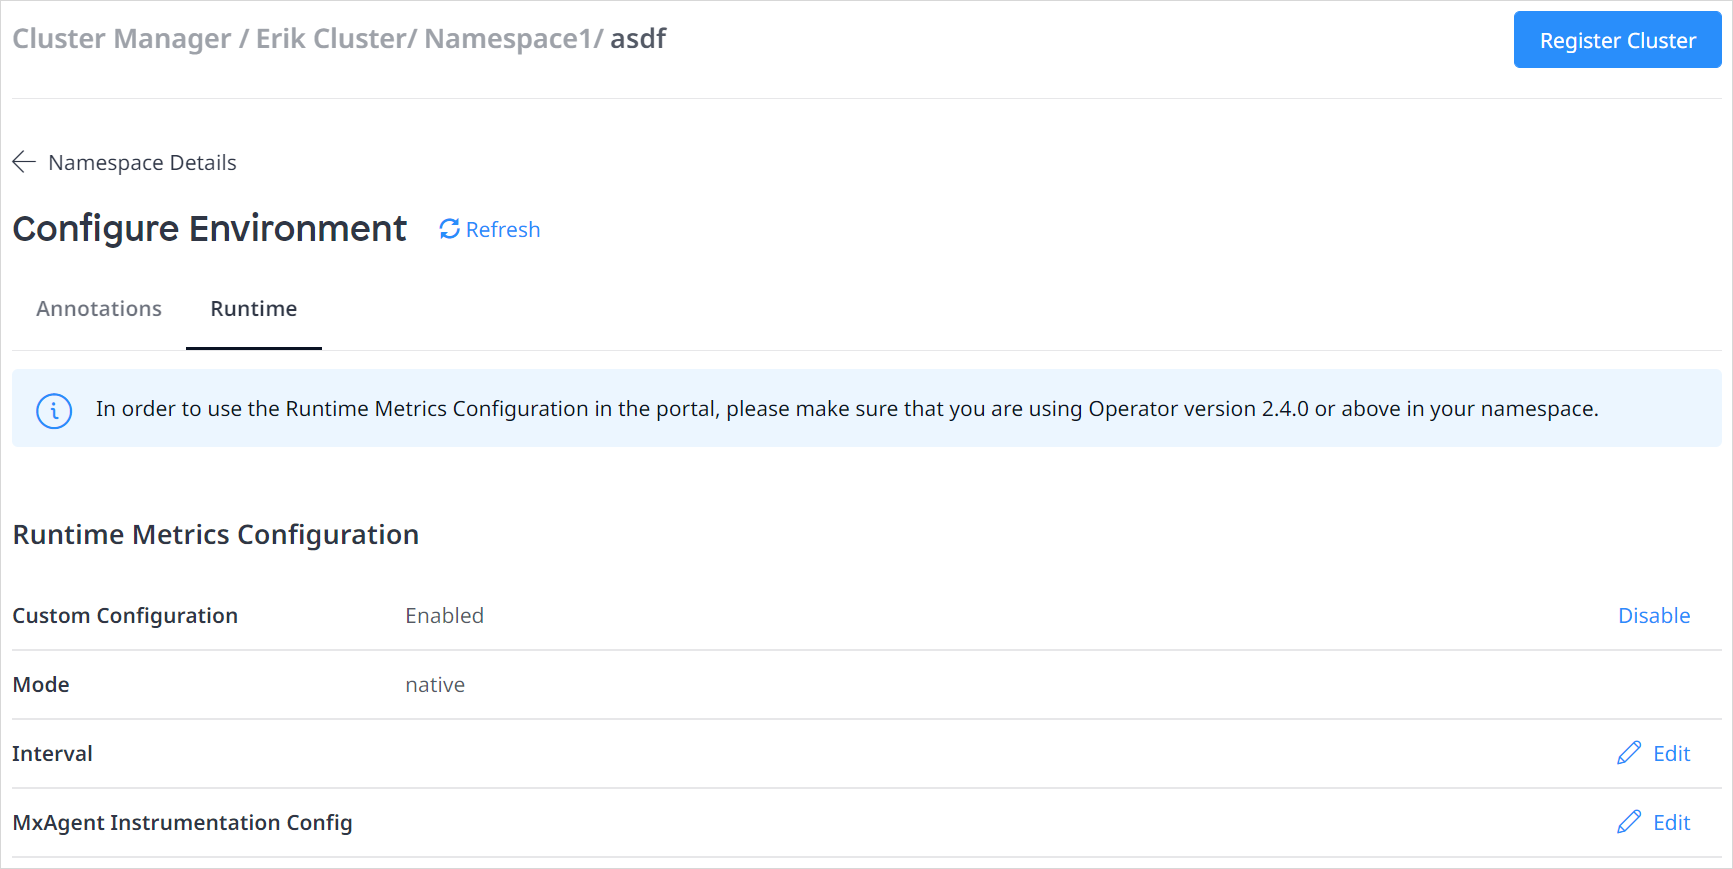 Cluster Manager / Erik Cluster/ Namespace1/ asdf
Register Cluster
Namespace Details
Configure Environment
Refresh
Annotations
Runtime
In order to use the Runtime Metrics Configuration in the portal, please make sure that you are using Operator version 2.4.0 or above in your namespace.
Runtime Metrics Configuration
Custom Configuration Enabled Disable
Mode native
Interval Edit
MxAgent Instrumentation Config Edit